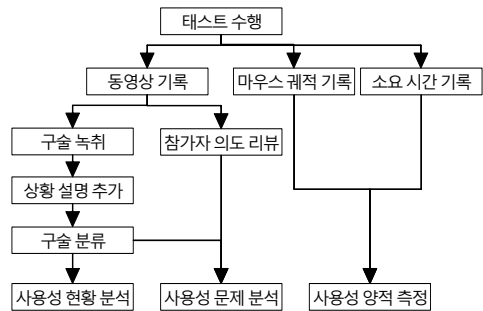 태스트 수행
동영상 기록
마우스 궤적 기록
소요 시간 기록
구술 녹취
참가자 의도 리뷰
상황 설명 추가
구술 분류
사용성 현황 분석
사용성 문제 분석
사용성 양적 측정